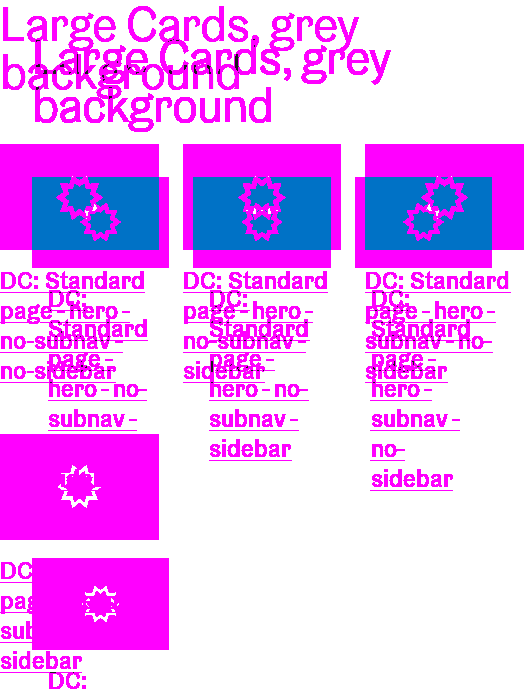 Large Cards, grey
background
Large Cards, grey
background
DC: Standard
page - hero -
no-subnav -
no-sidebar
DC: Standard
page - hero -
no-subnav -
sidebar
DC: Standard
page - hero -
subnav - no-
sidebar
DC:
Standard
page -
hero - no-
subnav -
DC:
Standard
page -
hero - no-
subnav -
sidebar
DC:
Standard
page -
hero -
subnav -
no-
sidebar
DC:
sidebar
DC: